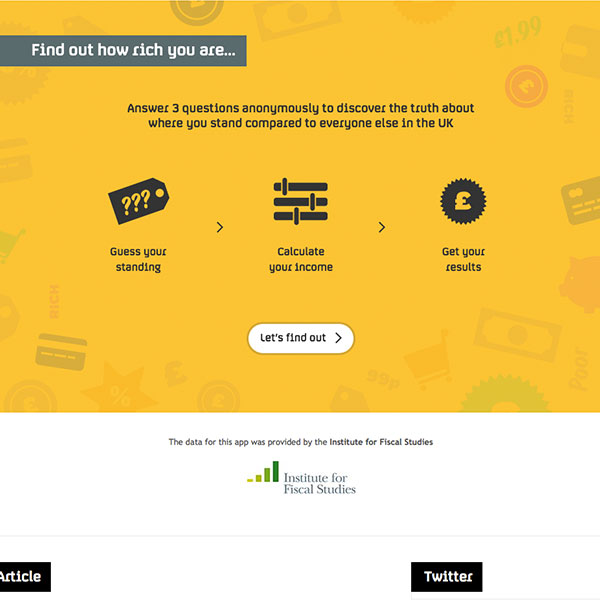 £1.99
Find out how rich you are...
RICH
Answer 3 questions anonymously to discover the truth about
where you stand compared to everyone else in the UK
???
£
Guess your
standing
Calculate
your income
Get your
results
RICH
Let's find out
Poor
99p
£
The data for this app was provided by the Institute for Fiscal Studies
Institute for
Fiscal Studies
Article
Twitter